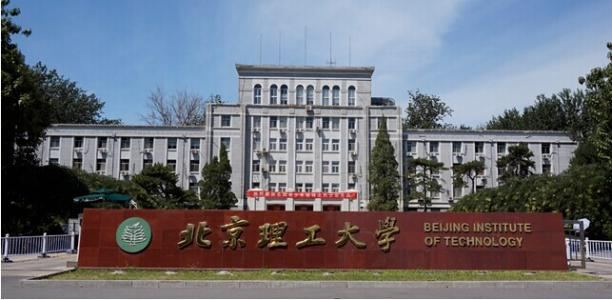 北京理工大学
BEIJING INSTITUTE
OF TECHNOLOGY